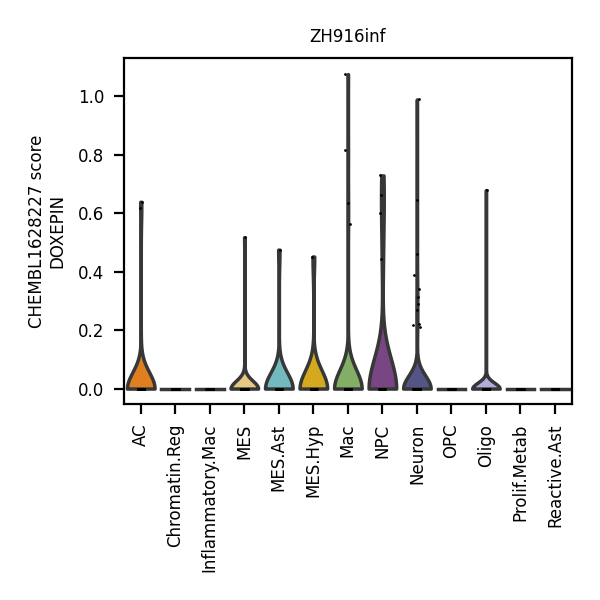 ZH916inf
CHEMBL1628227 score
DOXEPIN
1.0
0.8
0.6
0.4
0.2
0.0
AC
Chromatin.Reg
Inflammatory.Mac
MES
MES.Ast
MES.Hyp
Mac
NPC
Neuron
OPC
Oligo
Prolif.Metab
Reactive.Ast